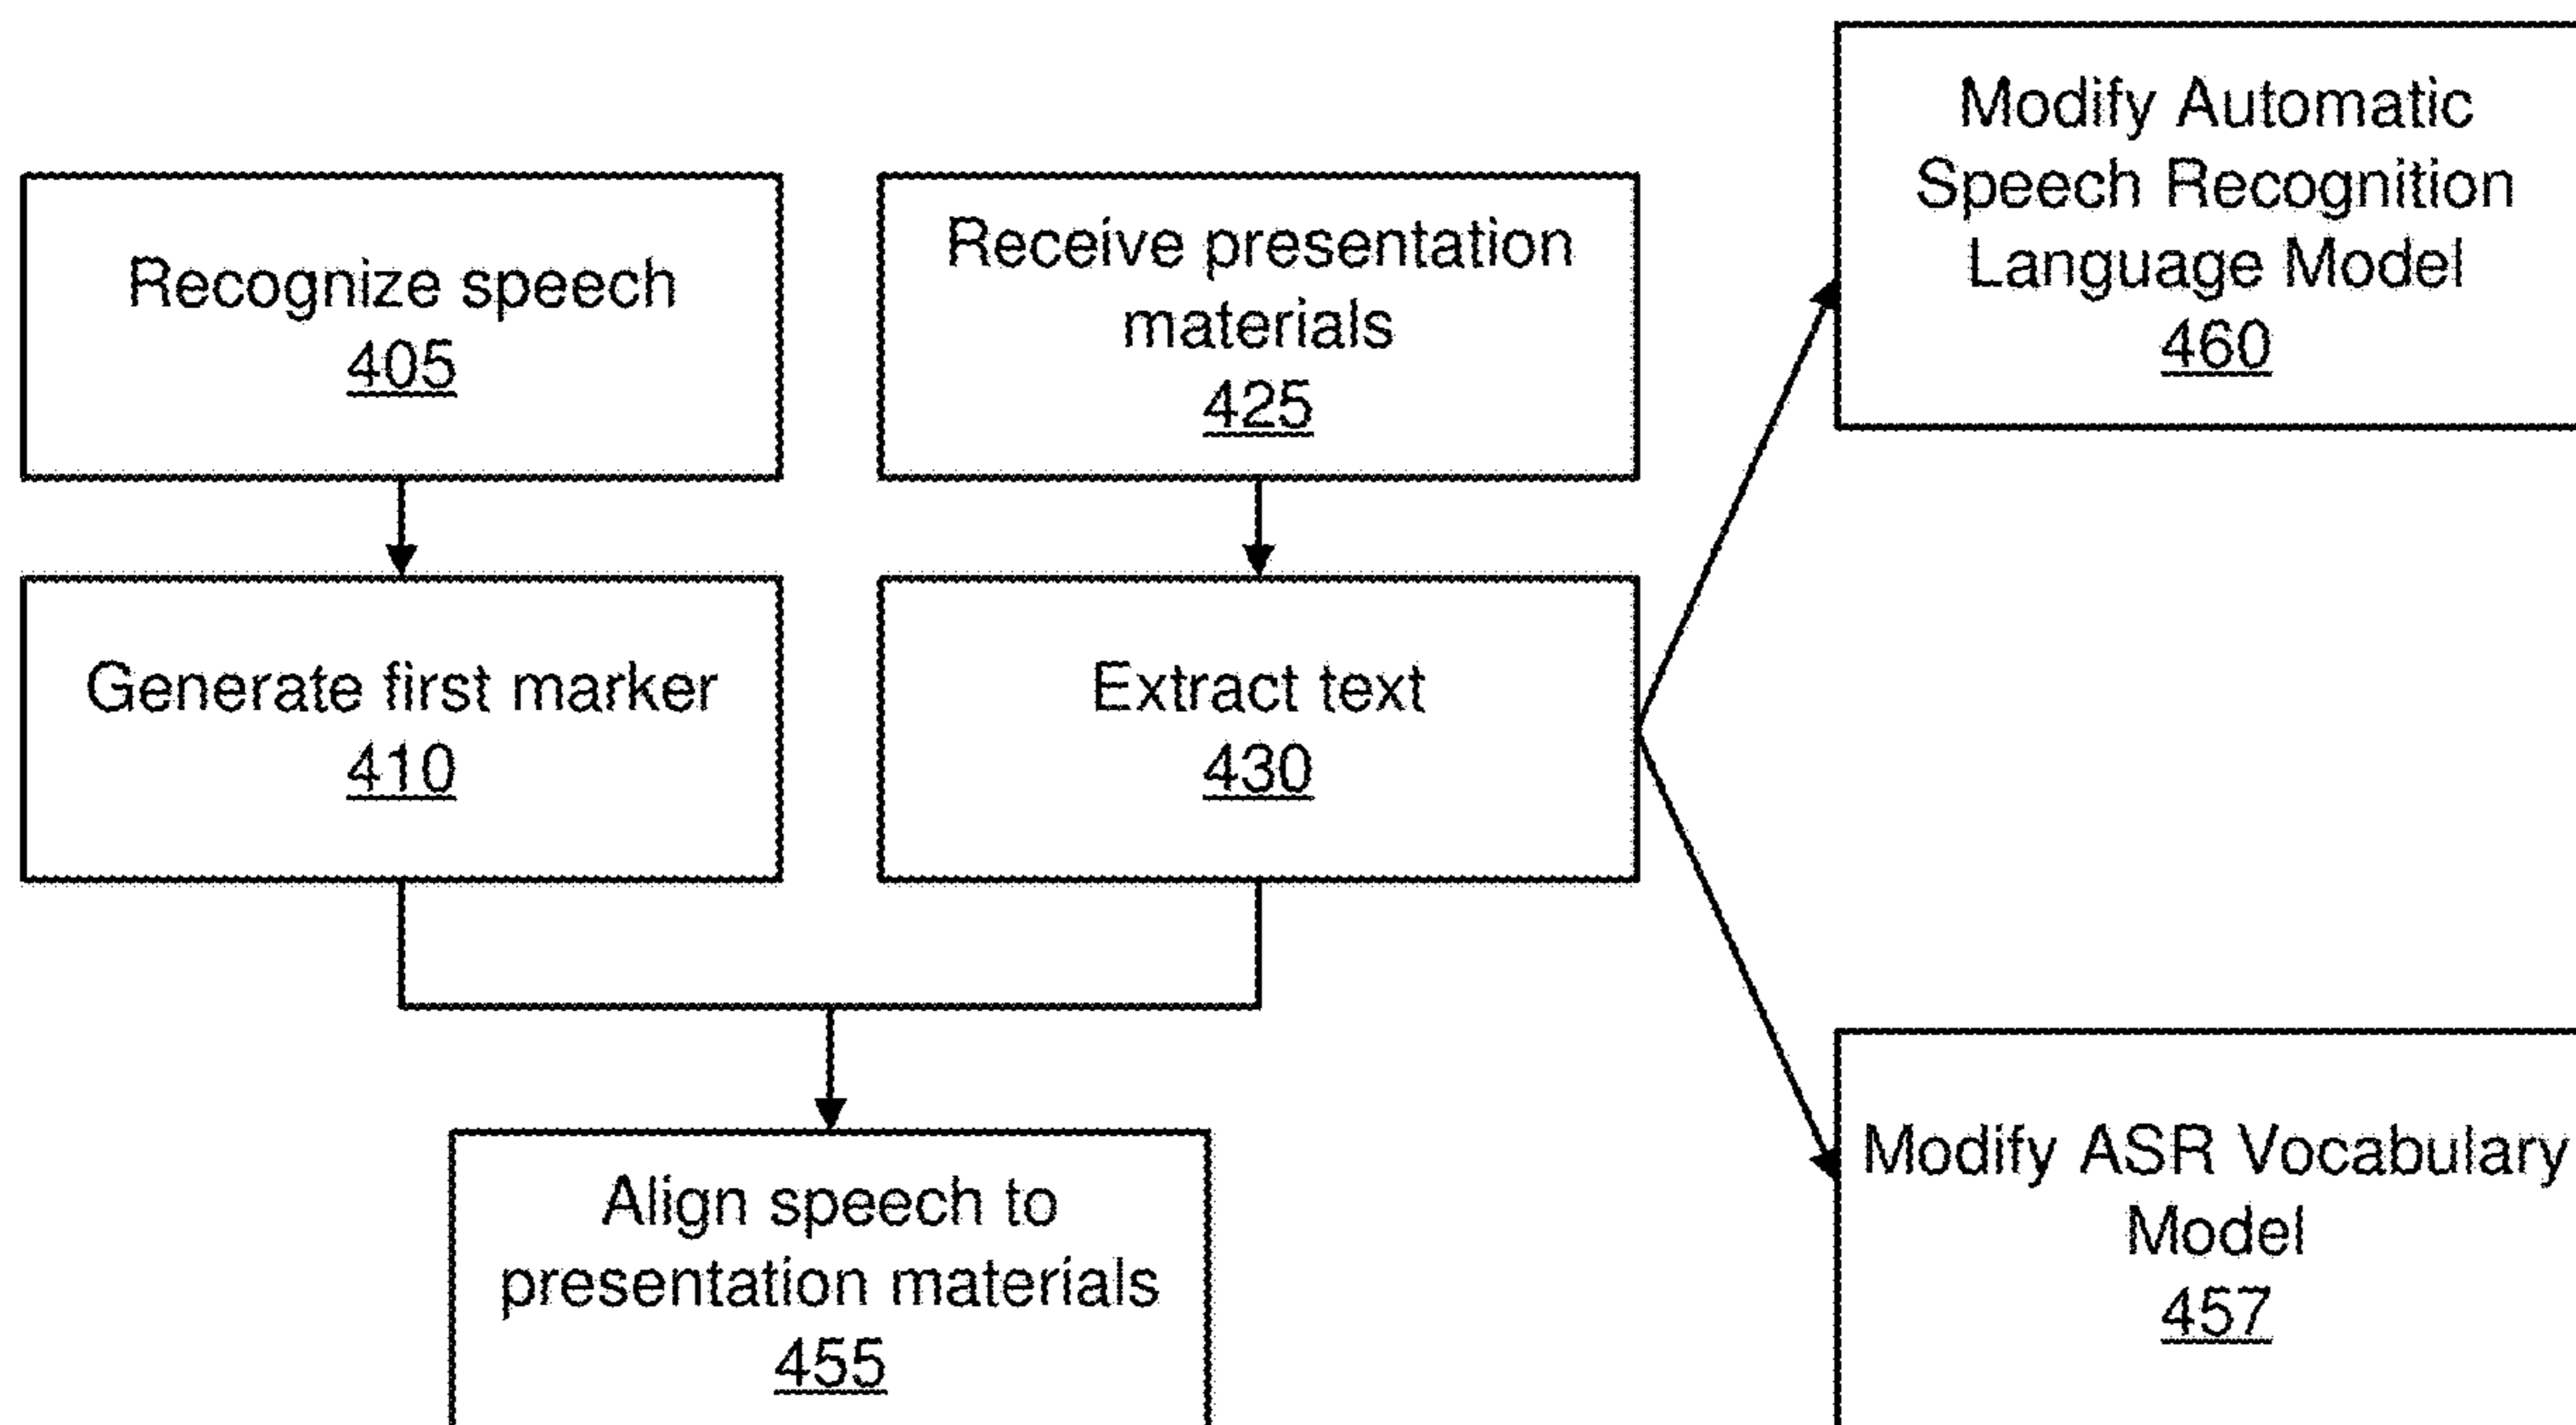 Recognize speech
405
Receive presentation
materials
425
Modify Automatic
Speech Recognition
Language Model
460
Generate first marker
410
Extract text
430
Align speech to
presentation materials
455
Modify ASR Vocabulary
Model
457